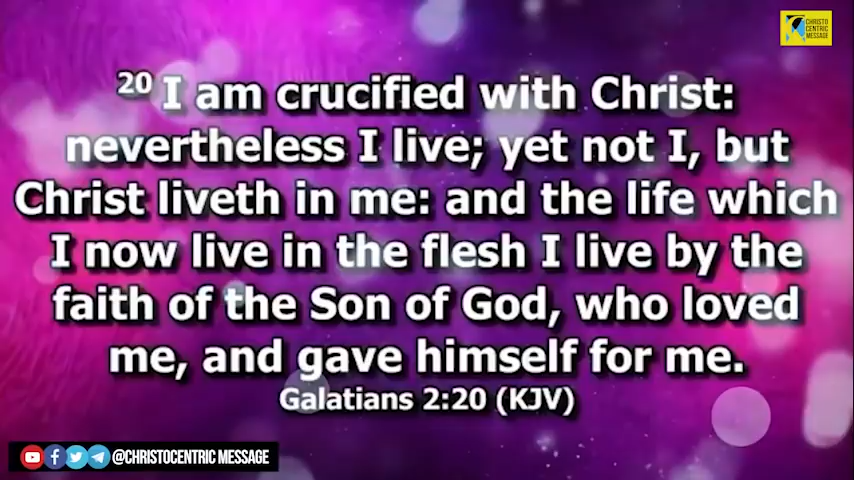 CHRISTO
CENTRIC
MESSAGE
20 I am crucified with Christ:
nevertheless I live; yet not I, but
Christ liveth in me: and the life which
I now live in the flesh I live by the
faith of the Son of God, who loved
me, and gave himself for me.
Galatians 2:20 (KJV)
@CHRISTOCENTRIC MESSAGE